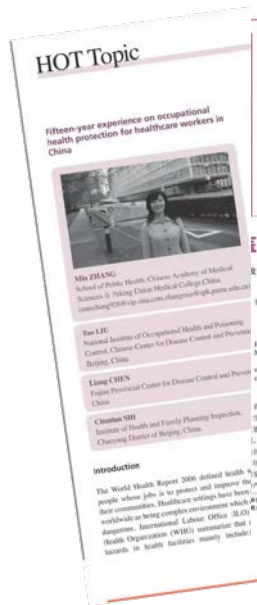 HOT Topic
Fifteen-year experience on occupational
health protection for healthcare workers in
China
Min ZHANG
School of Public Health, Chinese Academy of Medical
Sciences & Peking Union Medical College, China.
Tao LIU
National Institute of Occupational Health and Poisoning
Control, Chinese Center for Disease Control and Preventio
Beijing, China.
Liang CHEN
Fujian Provincial Center for Disease Control and Preven
China
SHI
Institute of Health and Family Planning Inspection,
Chaoyang District of Beijing, China.
Introduction
The World Health Report 2006 defined health w
people whose jobs is to protect and improve the
their communities. Healthcare settings have been
worldwide as being complex environment which
dangerous. International Labour Office (ILO)
Health Organization (WHO) summarize that
hazards in health facilities mainly include